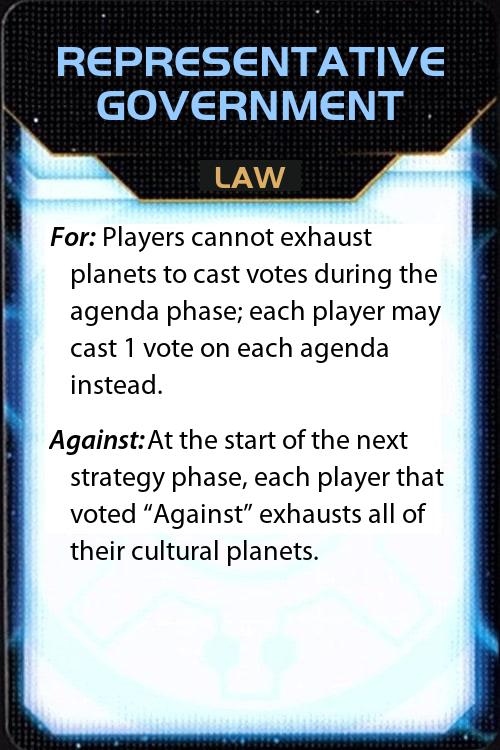 REPRESENTATIVE
GOVERNMENT
LAW
For: Players cannot exhaust
planets to cast votes during the
agenda phase; each player may
cast 1 vote on each agenda
instead.
Against: At the start of the next
strategy phase, each player that
voted “Against” exhausts all of
their cultural planets.